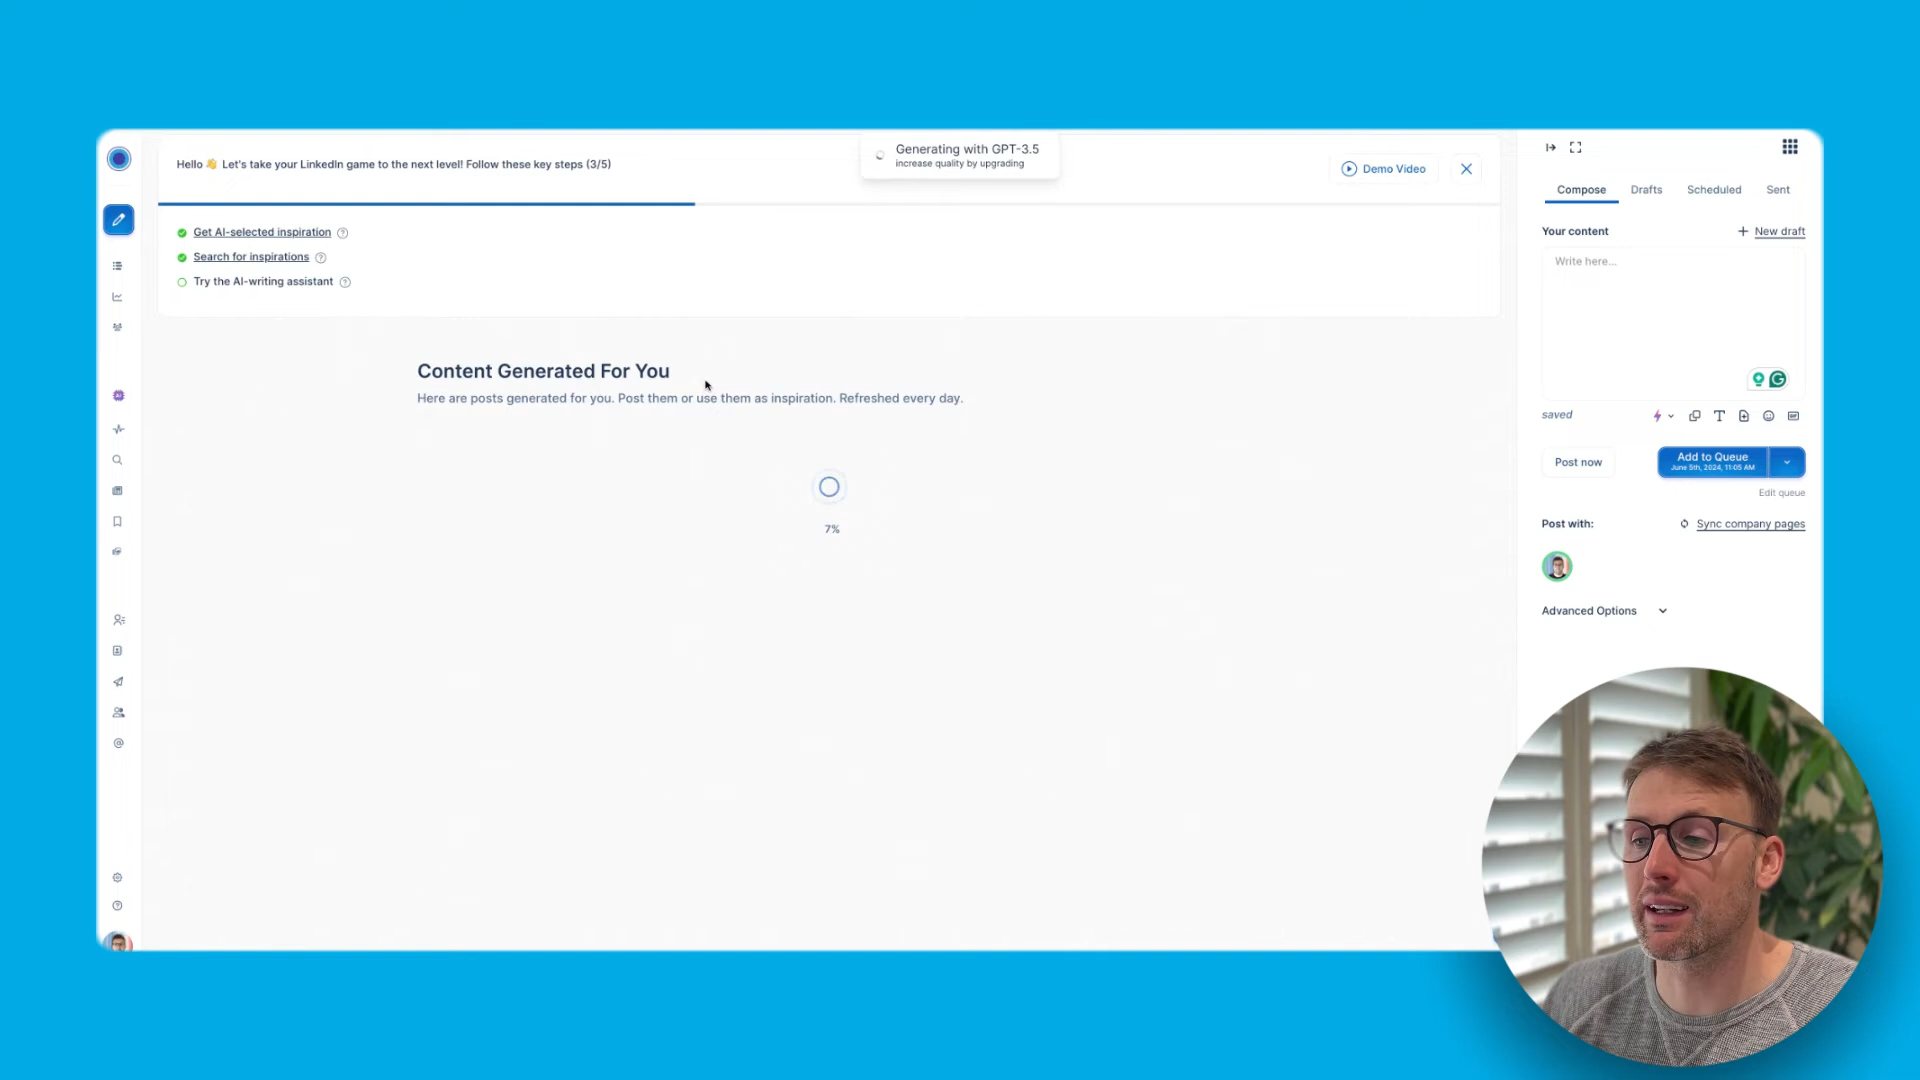 Hello 👋 Let's take your LinkedIn game to the next level! Follow these key steps (3/5)
Generating with GPT-3.5
increase quality by upgrading
Demo Video
Get AI-selected inspiration
Search for inspirations
Try the AI-writing assistant
Content Generated For You
Here are posts generated for you. Post them or use them as inspiration. Refreshed every day.
7%
Compose Drafts Scheduled Sent
Your content
+ New draft
Write here...
saved
Post now
Add to Queue
June 5th, 2024, 11:05 AM
Edit queue
Post with:
Sync company pages
Advanced Options